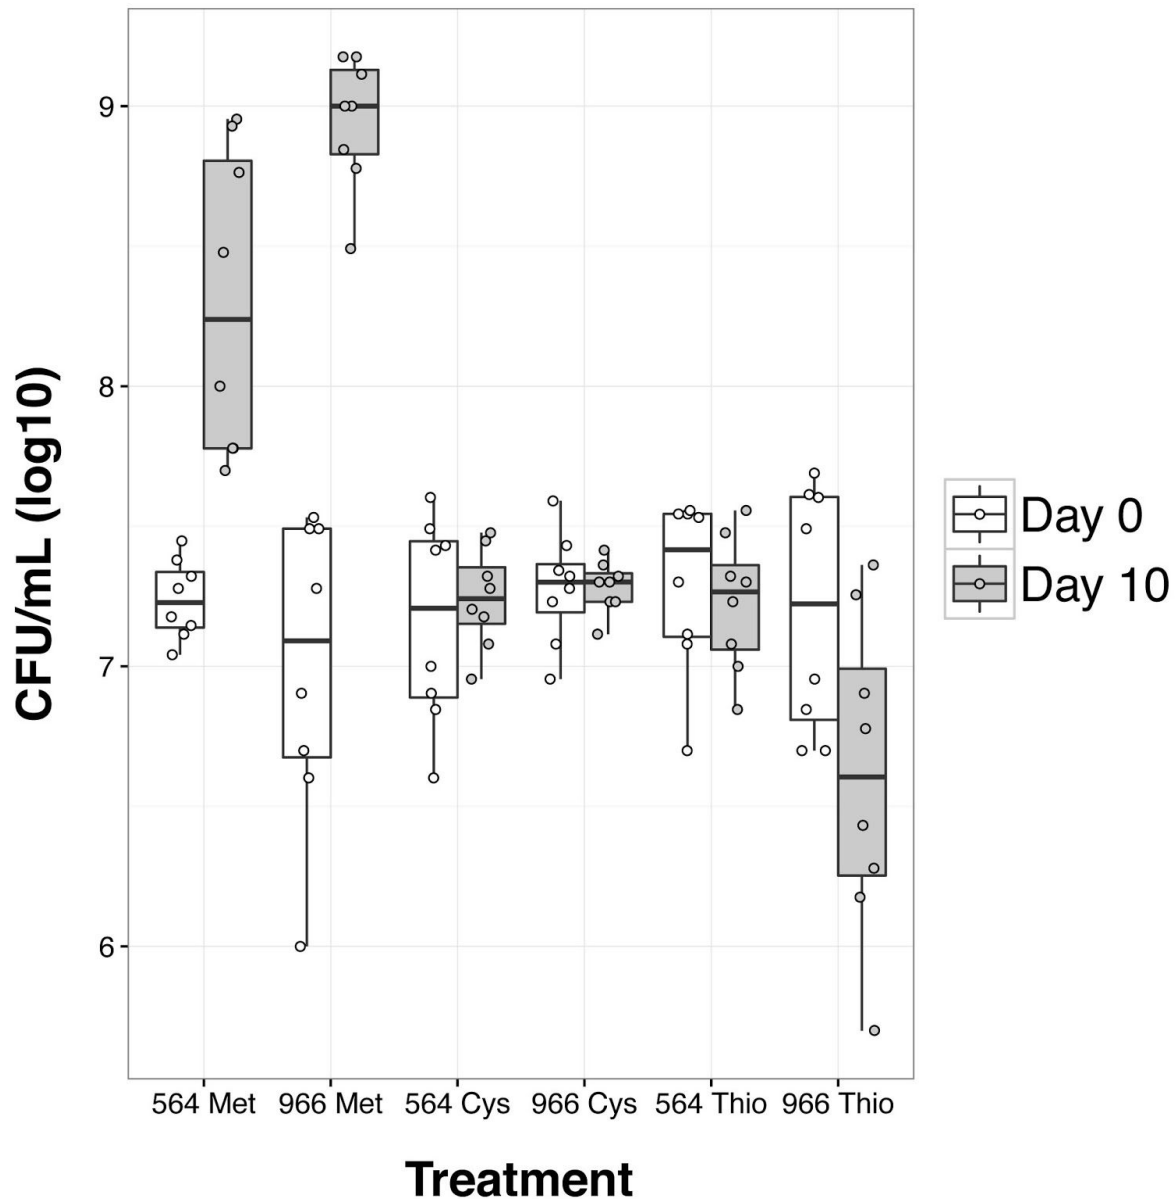 CFU/mL (log10)
9
8
7
6
564 Met 966 Met 564 Cys 966 Cys 564 Thio 966 Thio
Treatment
Day 0
Day 10